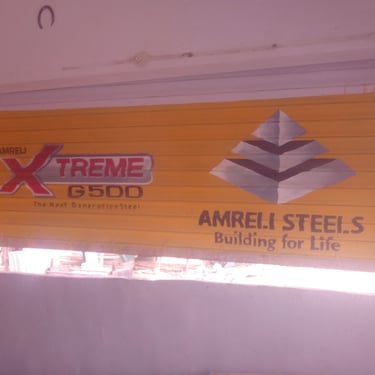 AMRELI
XTREME
G500
The Next Generation Steel
AMRELI STEELS
Building for Life